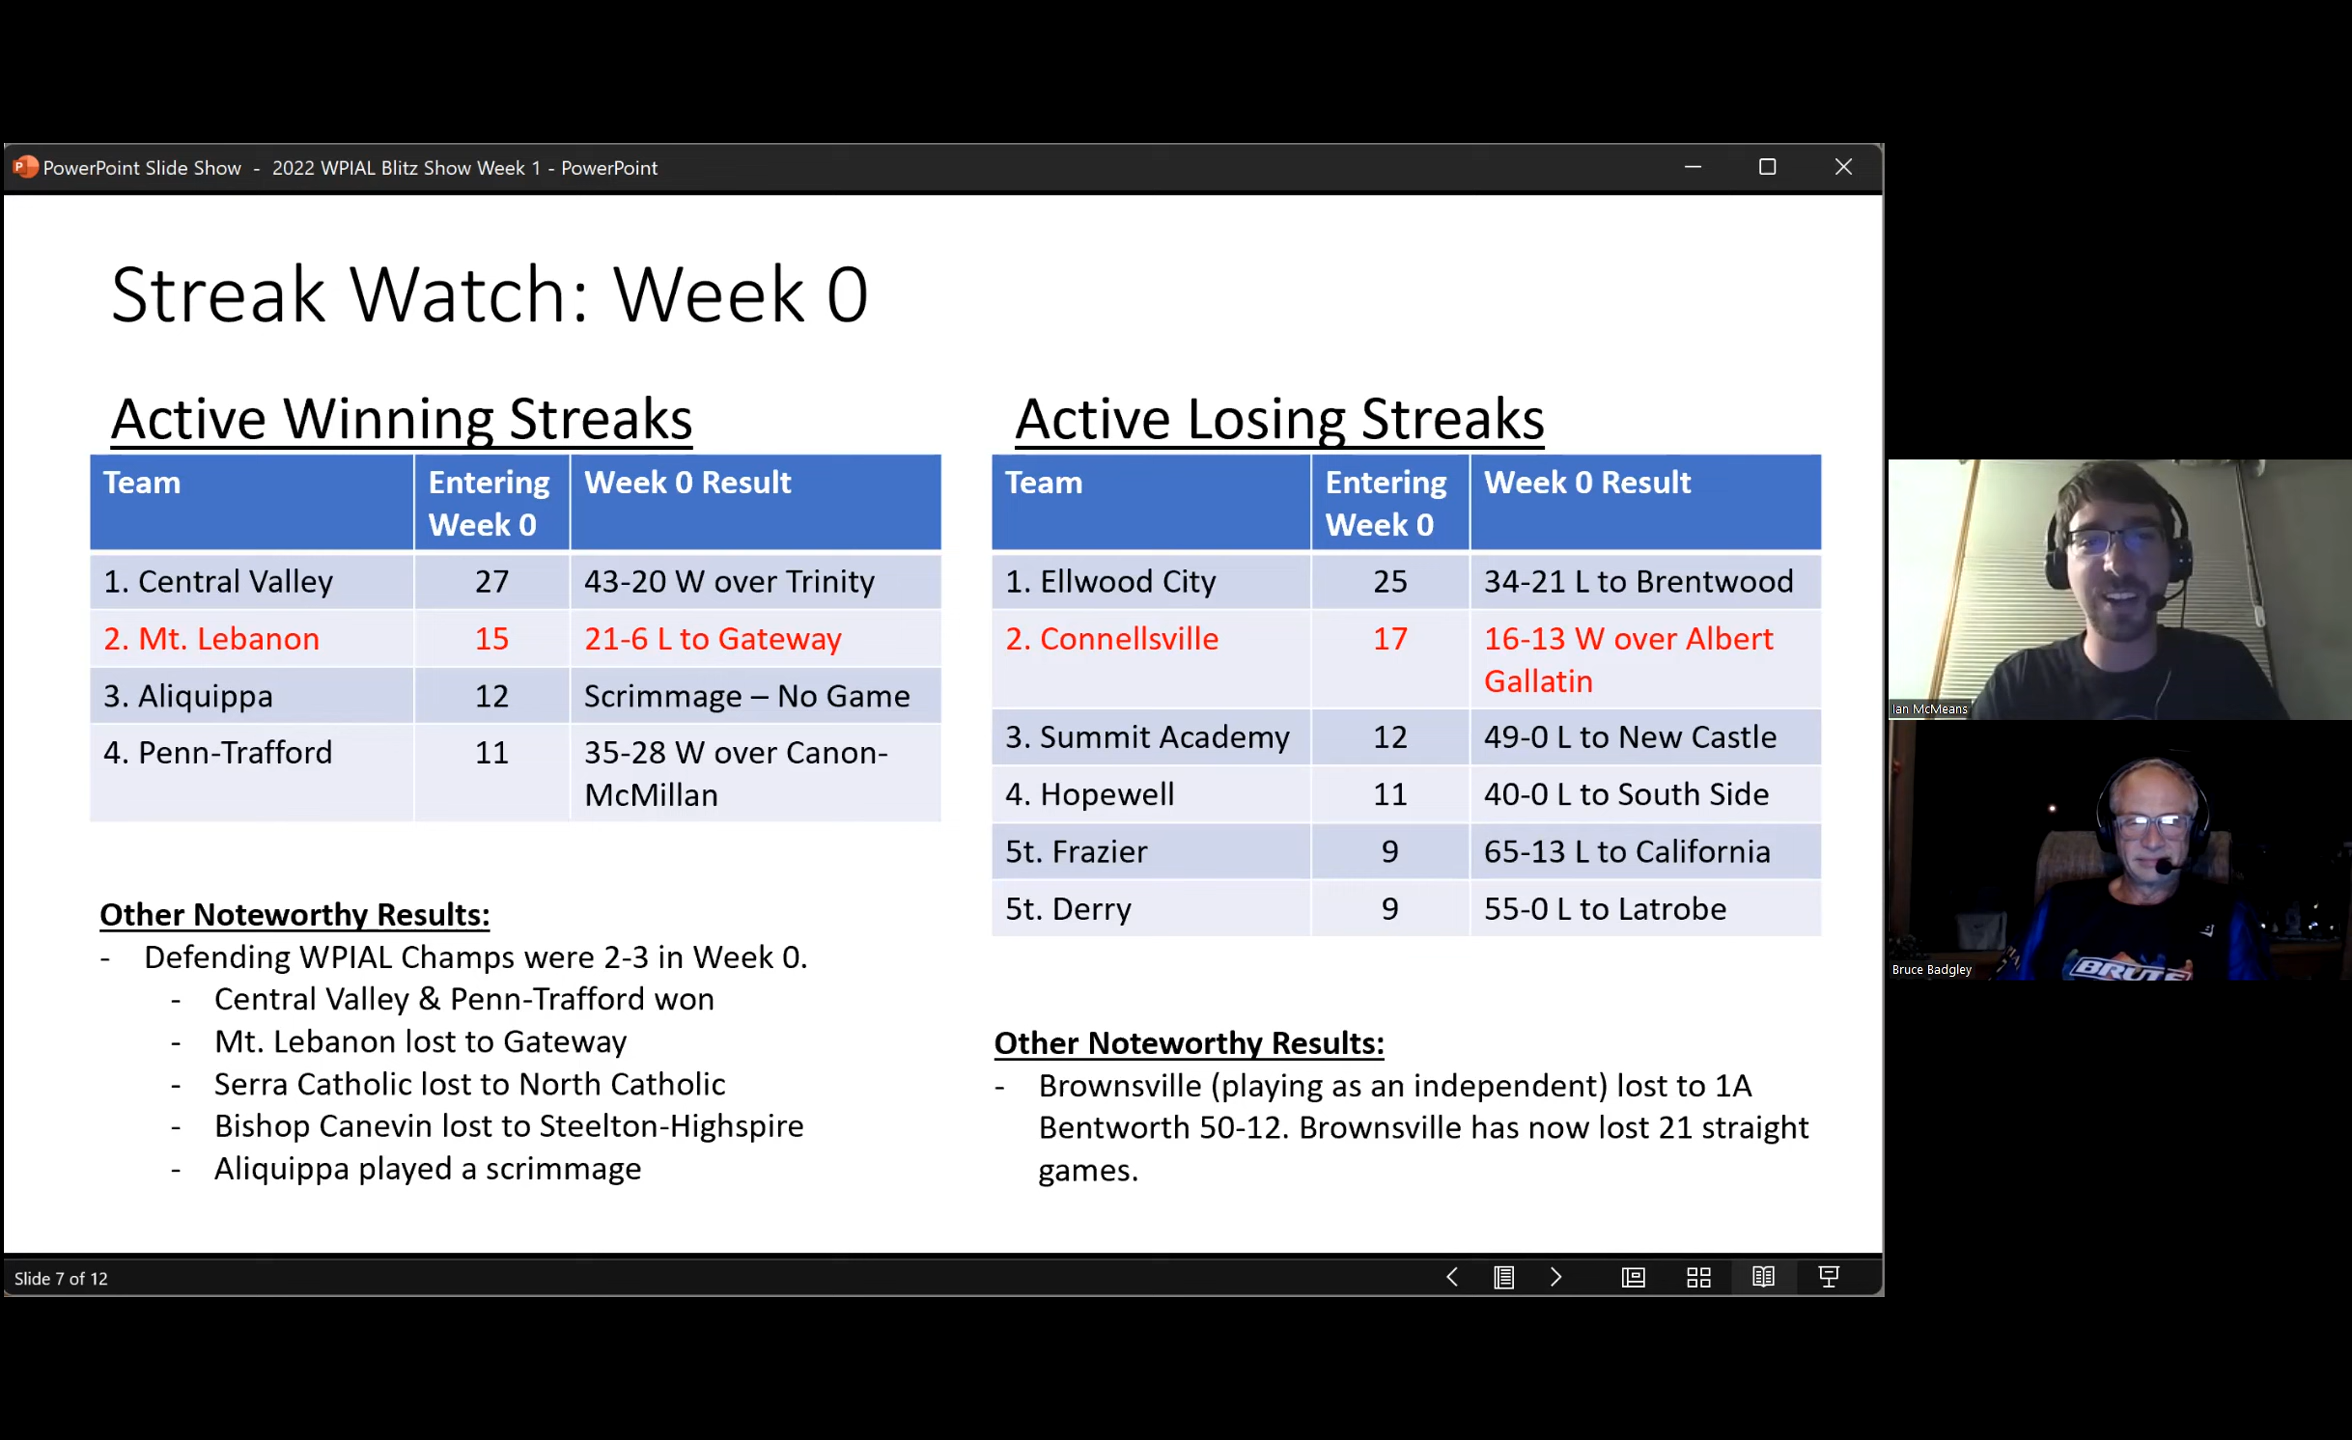 PowerPoint Slide Show - 2022 WPIAL Blitz Show Week 1 - PowerPoint
Streak Watch: Week 0
Active Winning Streaks
Team Entering Week 0 Week 0 Result
1. Central Valley 27 43-20 W over Trinity
2. Mt. Lebanon 15 21-6 L to Gateway
3. Aliquippa 12 Scrimmage – No Game
4. Penn-Trafford 11 35-28 W over Canon-
McMillan
Other Noteworthy Results:
- Defending WPIAL Champs were 2-3 in Week 0.
- Central Valley & Penn-Trafford won
- Mt. Lebanon lost to Gateway
- Serra Catholic lost to North Catholic
- Bishop Canevin lost to Steelton-Highspire
- Aliquippa played a scrimmage
Active Losing Streaks
Team Entering Week 0 Week 0 Result
1. Ellwood City 25 34-21 L to Brentwood
2. Connellsville 17 16-13 W over Albert
Gallatin
3. Summit Academy 12 49-0 L to New Castle
4. Hopewell 11 40-0 L to South Side
5t. Frazier 9 65-13 L to California
5t. Derry 9 55-0 L to Latrobe
Other Noteworthy Results:
- Brownsville (playing as an independent) lost to 1A
Bentworth 50-12. Brownsville has now lost 21 straight
games.
Ian McMeans
BRUTE
Bruce Badgley
Slide 7 of 12